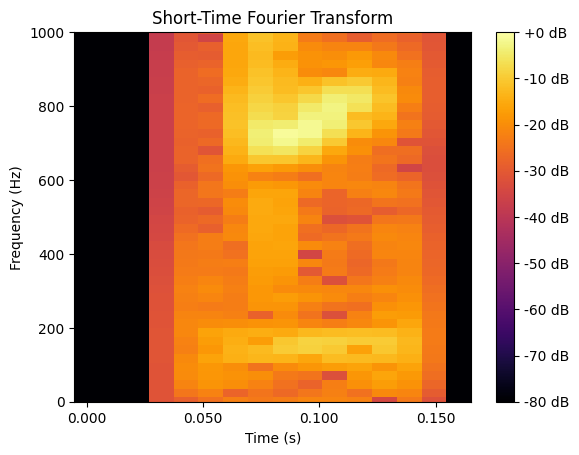 Short-Time Fourier Transform
Frequency (Hz)
1000
800
600
400
200
0
0.000
0.050
0.100
0.150
Time (s)
+0 dB
-10 dB
-20 dB
-30 dB
-40 dB
-50 dB
-60 dB
-70 dB
-80 dB